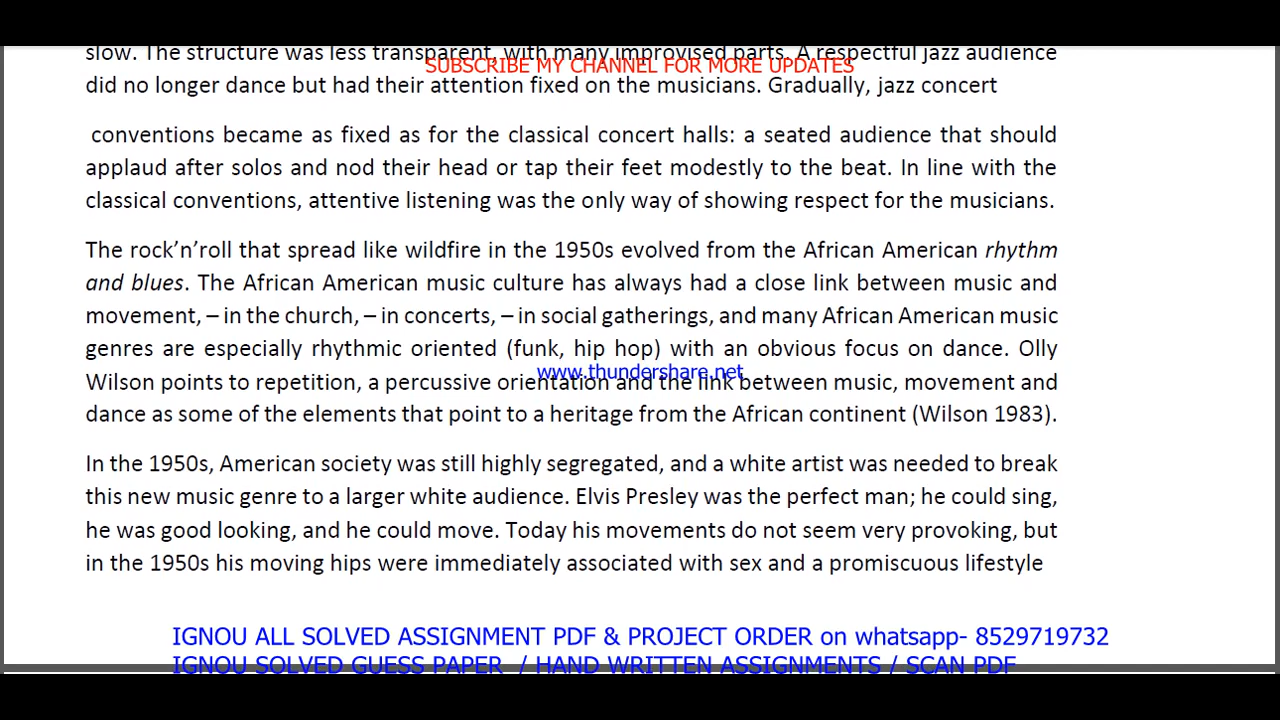 slow. The structure was less transparent, with many improvised parts. A respectful jazz audience
SUBSCRIBE MY CHANNEL FOR MORE UPDATES
did no longer dance but had their attention fixed on the musicians. Gradually, jazz concert
conventions became as fixed as for the classical concert halls: a seated audience that should
applaud after solos and nod their head or tap their feet modestly to the beat. In line with the
classical conventions, attentive listening was the only way of showing respect for the musicians.
The rock’n’roll that spread like wildfire in the 1950s evolved from the African American rhythm
and blues. The African American music culture has always had a close link between music and
movement, – in the church, – in concerts, – in social gatherings, and many African American music
genres are especially rhythmic oriented (funk, hip hop) with an obvious focus on dance. Olly
www.thundershare.net
Wilson points to repetition, a percussive orientation and the link between music, movement and
dance as some of the elements that point to a heritage from the African continent (Wilson 1983).
In the 1950s, American society was still highly segregated, and a white artist was needed to break
this new music genre to a larger white audience. Elvis Presley was the perfect man; he could sing,
he was good looking, and he could move. Today his movements do not seem very provoking, but
in the 1950s his moving hips were immediately associated with sex and a promiscuous lifestyle
IGNOU ALL SOLVED ASSIGNMENT PDF & PROJECT ORDER on whatsapp- 8529719732
IGNOU SOLVED GUESS PAPER / HAND WRITTEN ASSIGNMENTS / SCAN PDF